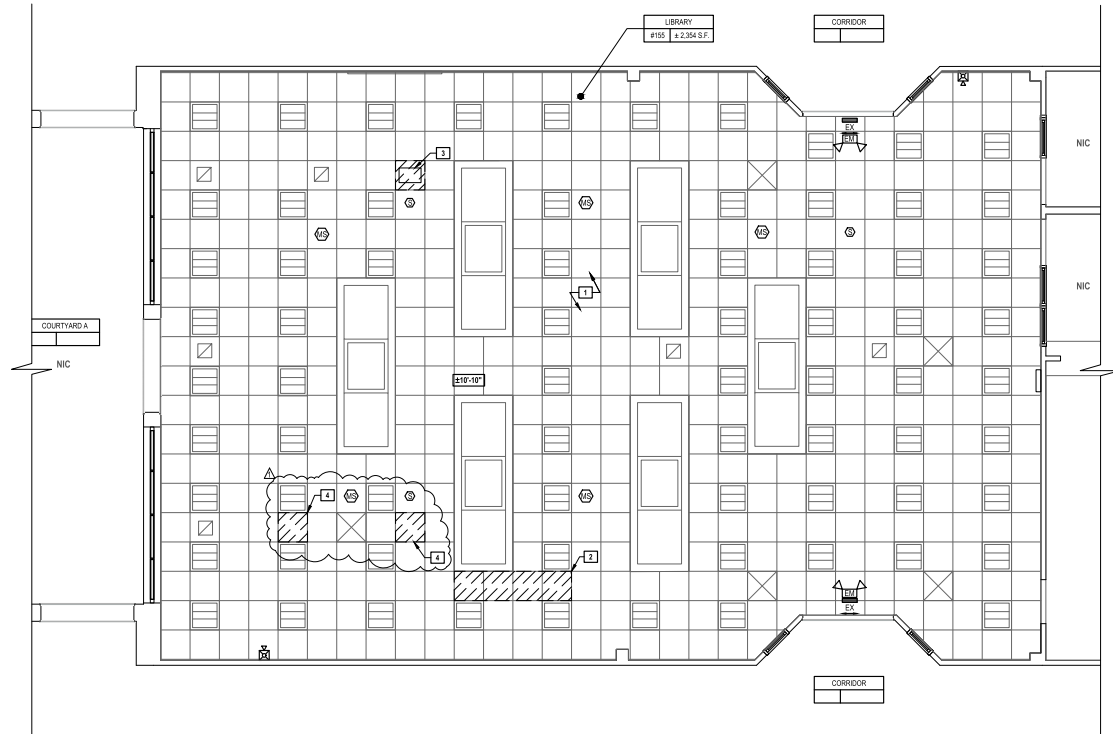 LIBRARY
#155 ± 2,354 S.F.
CORRIDOR
EX
EM
NIC
3
S
MS
MS
MS
S
NIC
1
COURTYARD A
NIC
±10'-10"
1
4
MS
S
MS
4
2
EM
EX
CORRIDOR